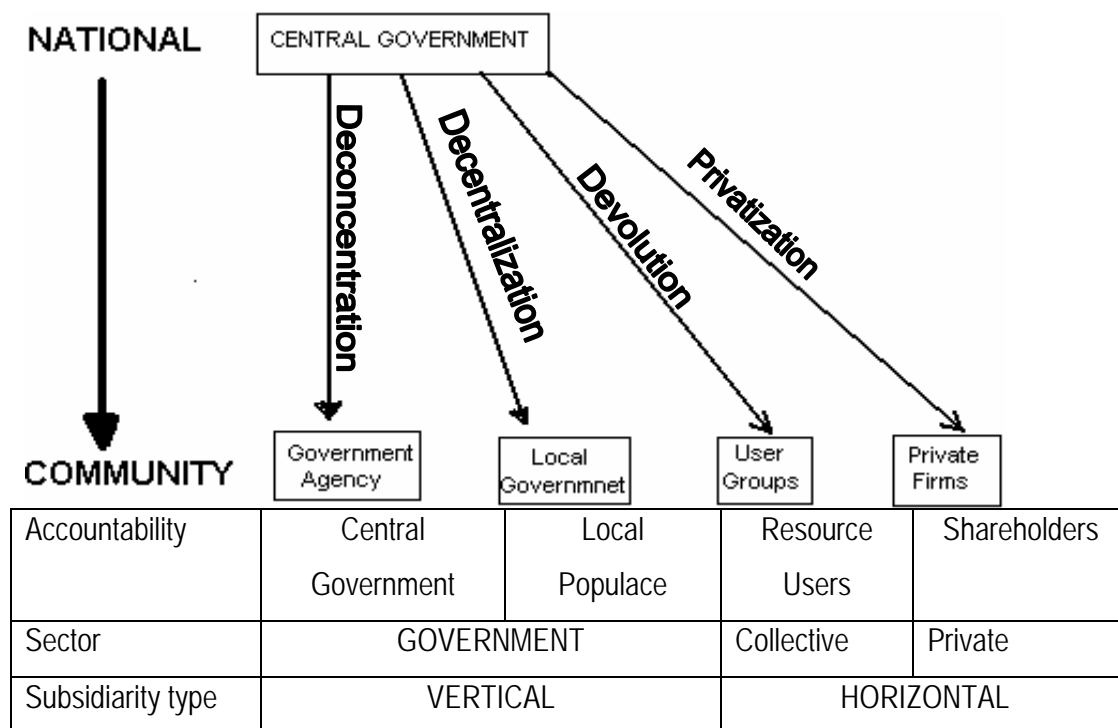 NATIONAL
CENTRAL GOVERNMENT
Deconcentration
Decentralization
Devolution
Privatization
COMMUNITY
Government
Agency
Local
Governmnet
User
Groups
Private
Firms
Accountability
Central
Government
Local
Populace
Resource
Users
Shareholders
Sector
GOVERNMENT
Collective
Private
Subsidiarity type
VERTICAL
HORIZONTAL